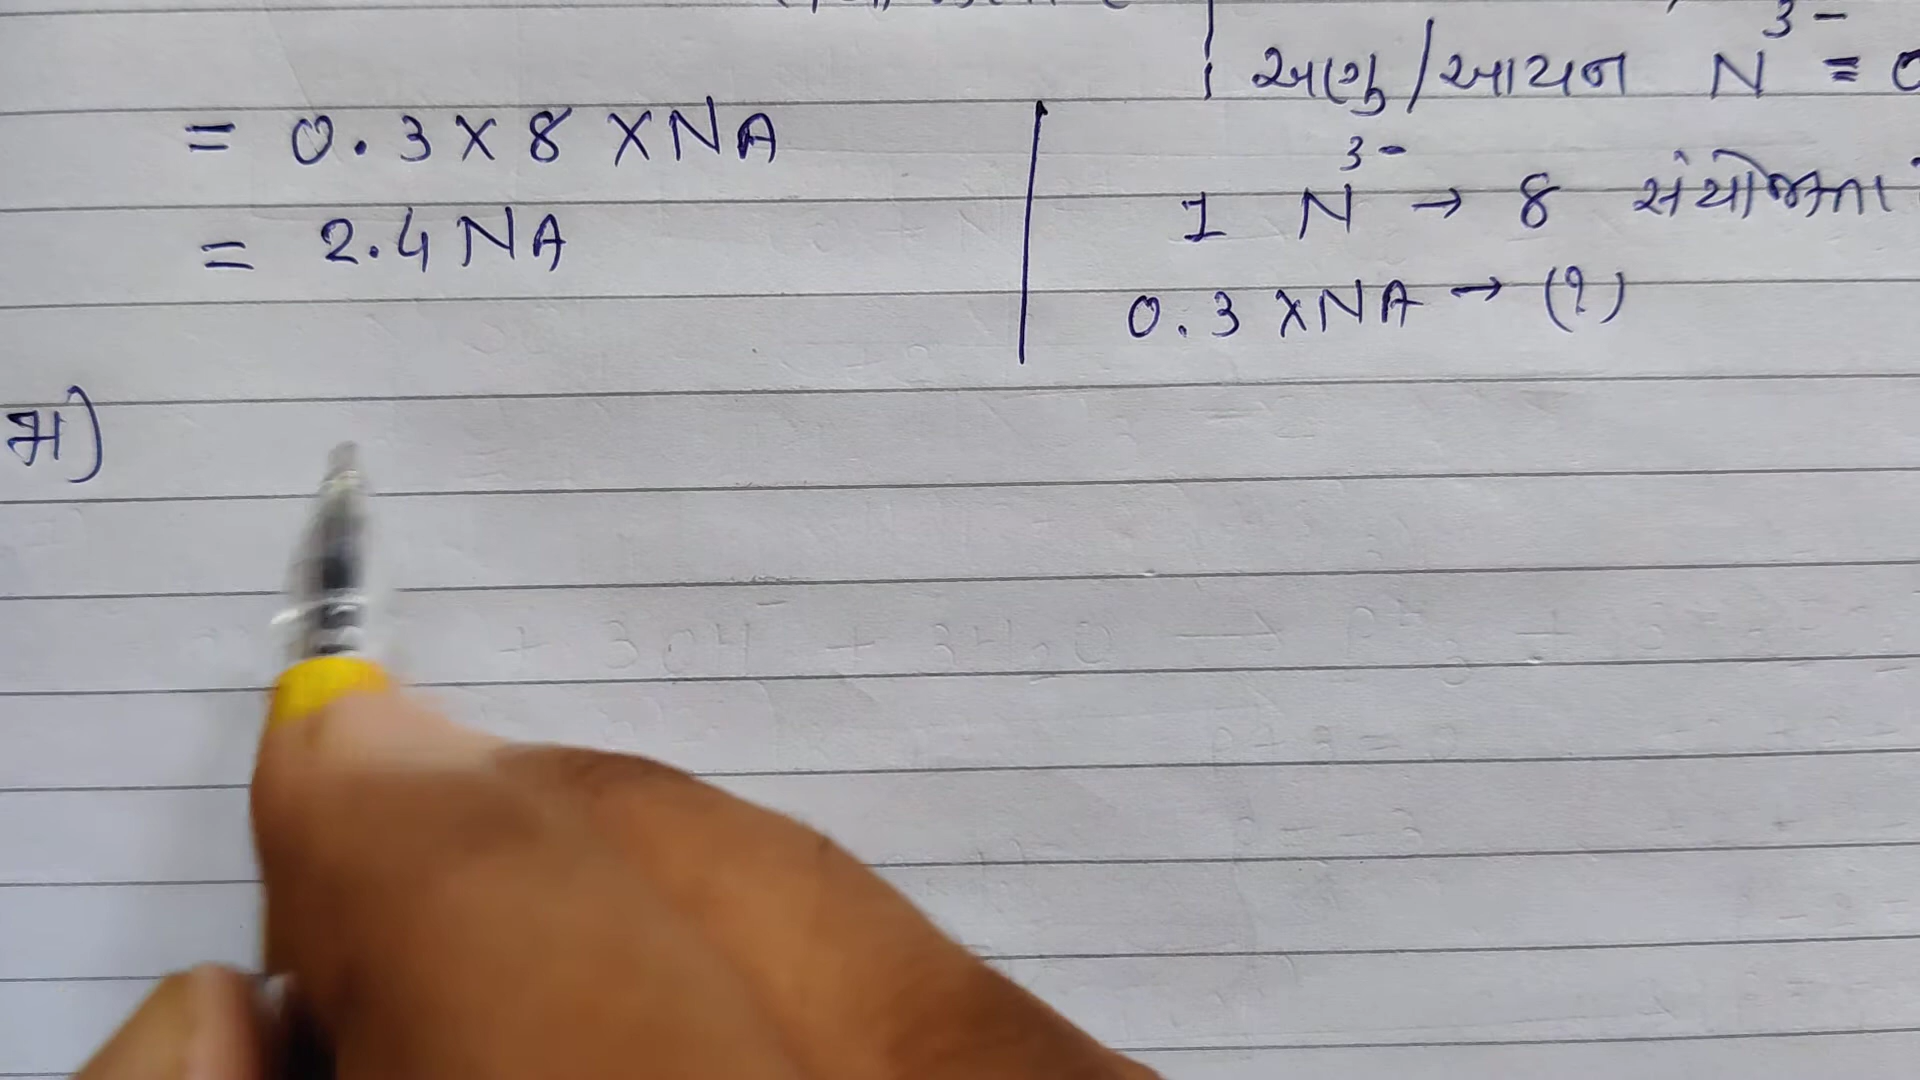 = 0.3 x 8 x NA
= 2.4 NA
અણુ/આયન N³⁻ =
1 N³⁻ → 8 સંયોજકતા
0.3 x NA → (?)
મ)